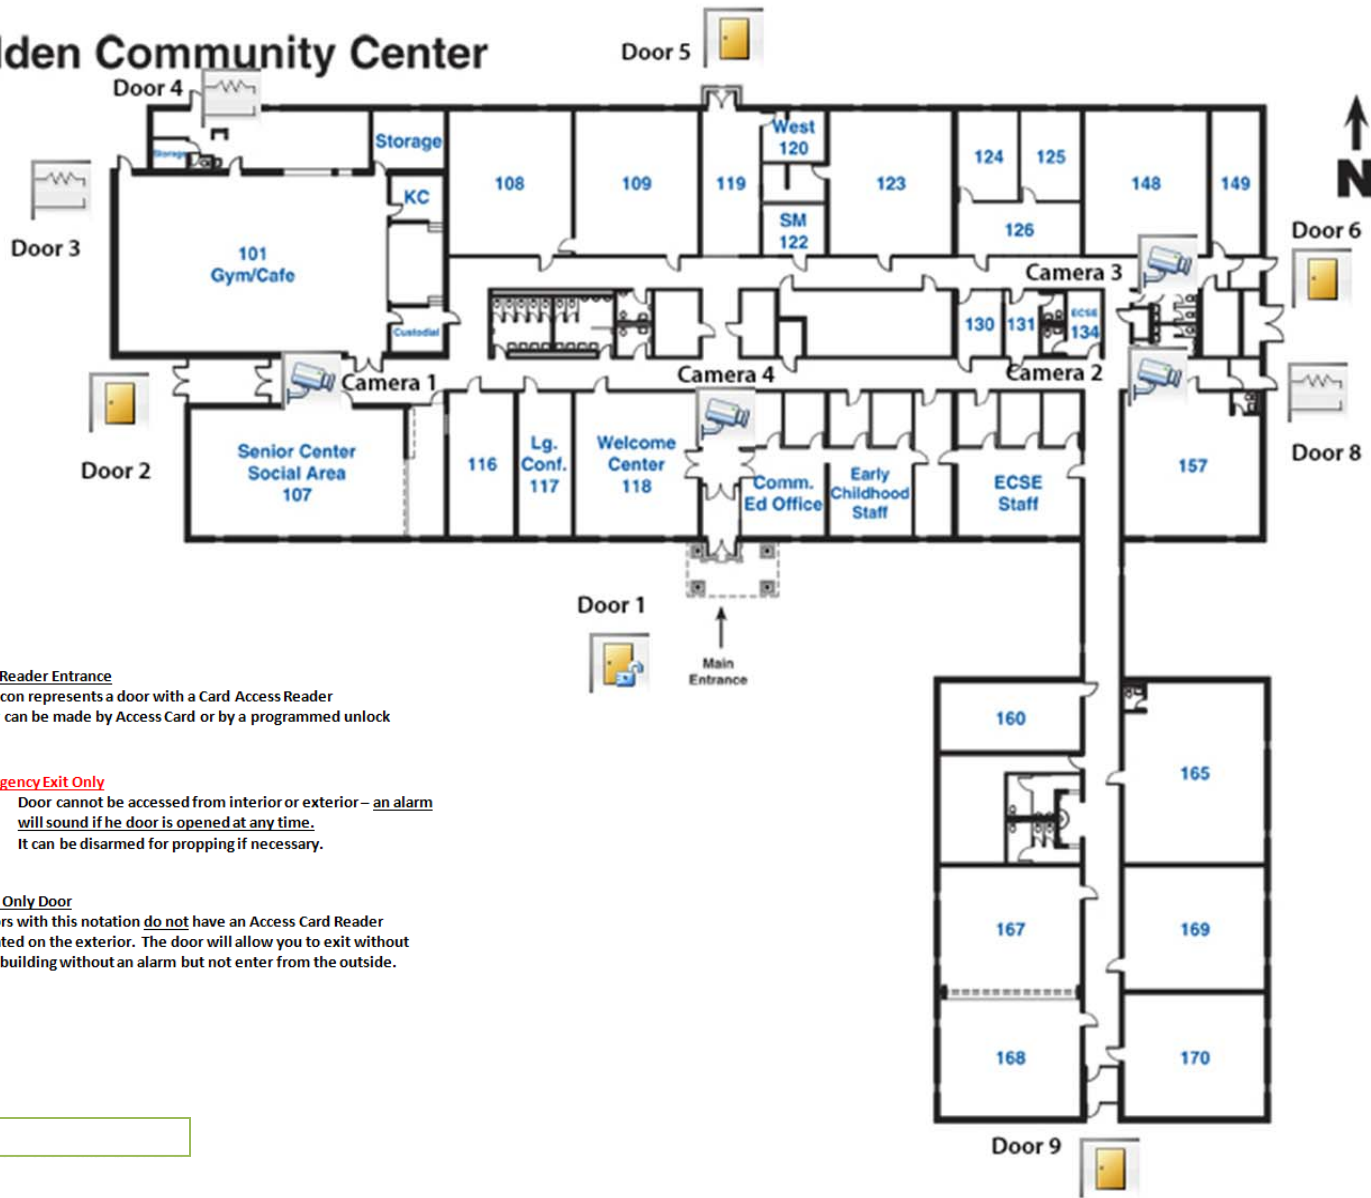 lden Community Center
Door 5
Door 4
Storage
Storage
West
120
124
125
108
109
119
123
148
149
KC
SM
122
126
Door 3
101
Gym/Cafe
Door 6
Camera 3
Custodial
130
131
ECSE
134
Camera 1
Camera 4
Camera 2
N
Door 2
Senior Center
Social Area
107
116
Lg.
Conf.
117
Welcome
Center
118
Comm.
Ed Office
Early
Childhood
Staff
ECSE
Staff
157
Door 8
Door 1
Main
Entrance
Reader Entrance
con represents a door with a Card Access Reader
can be made by Access Card or by a programmed unlock
160
165
gency Exit Only
Door cannot be accessed from interior or exterior – an alarm
will sound if he door is opened at any time.
It can be disarmed for propping if necessary.
Only Door
rs with this notation do not have an Access Card Reader
ated on the exterior. The door will allow you to exit without
building without an alarm but not enter from the outside.
167
169
168
170
Door 9